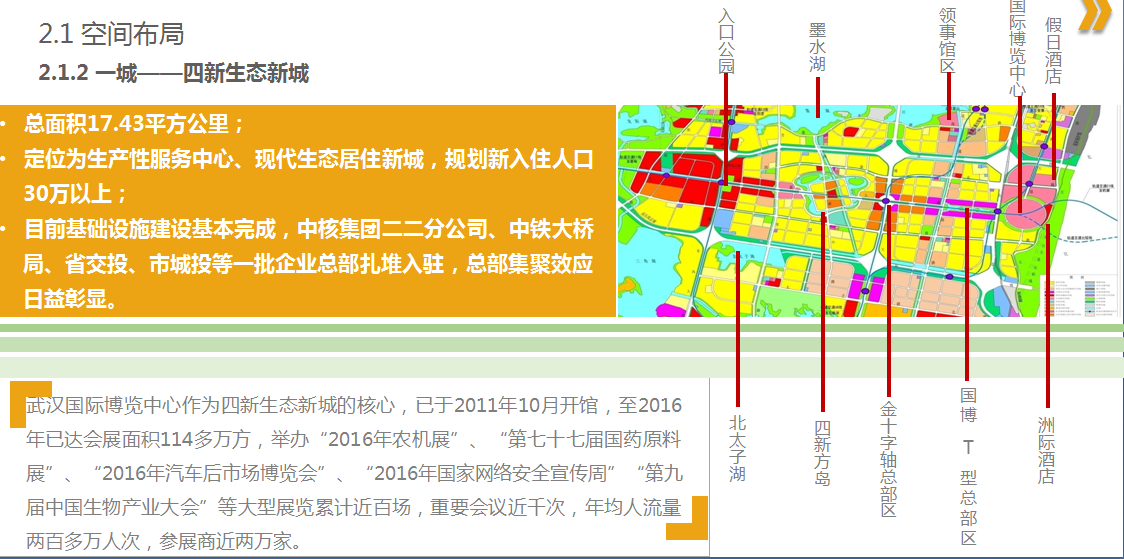 2.1 空间布局
2.1.2 一城——四新生态新城
• 总面积17.43平方公里；
• 定位为生产性服务中心、现代生态居住新城，规划新入住人口
30万以上；
• 目前基础设施建设基本完成，中核集团二二分公司、中铁大桥
局、省交投、市城投等一批企业总部扎堆入驻，总部集聚效应
日益彰显。
入口公园
墨水湖
领事馆区
国际博览中心
假日酒店
北太子湖
四新方岛
金十字轴总部区
国博T型总部区
洲际酒店
武汉国际博览中心作为四新生态新城的核心，已于2011年10月开馆，至2016
年已达会展面积114多万方，举办“2016年农机展”、“第七十七届国药原料
展”、“2016年汽车后市场博览会”、“2016年国家网络安全宣传周”“第九
届中国生物产业大会”等大型展览累计近百场，重要会议近千次，年均人流量
两百多万人次，参展商近两万家。